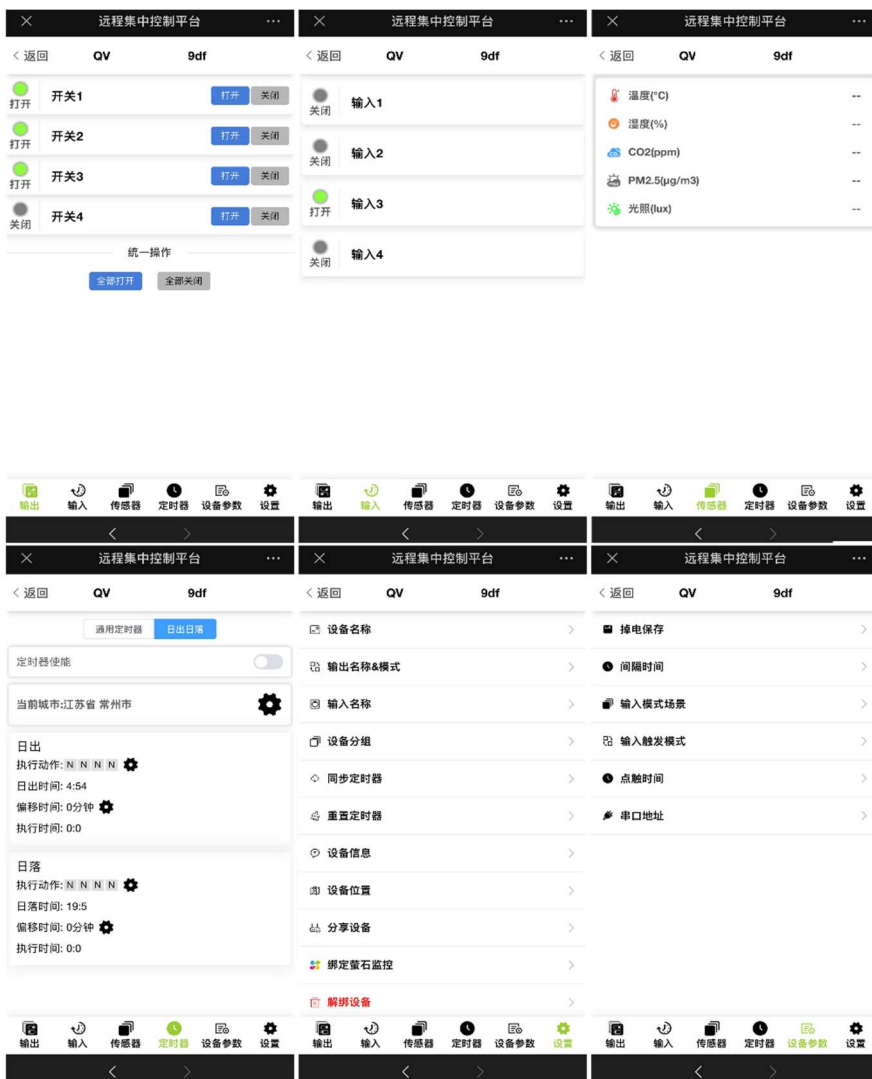 远程集中控制平台
返回 QV 9df
打开 开关1 打开 关闭
打开 开关2 打开 关闭
打开 开关3 打开 关闭
关闭 开关4 打开 关闭
统一操作
全部打开 全部关闭
输出 输入 传感器 定时器 设备参数 设置
远程集中控制平台
返回 QV 9df
关闭 输入1
关闭 输入2
打开 输入3
关闭 输入4
输出 输入 传感器 定时器 设备参数 设置
远程集中控制平台
返回 QV 9df
温度(°C) --
湿度(%) --
CO2(ppm) --
PM2.5(μg/m3) --
光照(lux) --
输出 输入 传感器 定时器 设备参数 设置
远程集中控制平台
返回 QV 9df
通用定时器 日出日落
定时器使能
当前城市:江苏省 常州市
日出
执行动作: N N N N
日出时间: 4:54
偏移时间: 0分钟
执行时间: 0:0
日落
执行动作: N N N N
日落时间: 19:5
偏移时间: 0分钟
执行时间: 0:0
输出 输入 传感器 定时器 设备参数 设置
远程集中控制平台
返回 QV 9df
设备名称
输出名称&模式
输入名称
设备分组
同步定时器
重置定时器
设备信息
设备位置
分享设备
绑定萤石监控
解绑设备
输出 输入 传感器 定时器 设备参数 设置
远程集中控制平台
返回 QV 9df
掉电保存
间隔时间
输入模式场景
输入触发模式
点触时间
串口地址
输出 输入 传感器 定时器 设备参数 设置